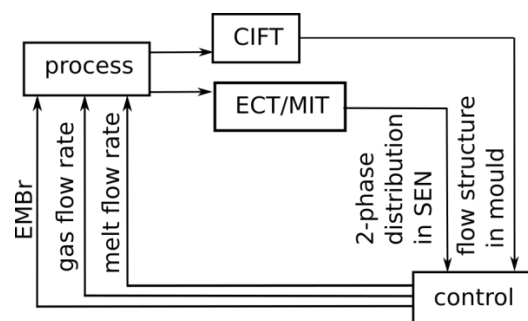 CIFT
process
ECT/MIT
EMBr
gas flow rate
melt flow rate
2-phase
distribution
in SEN
flow structure
in mould
control